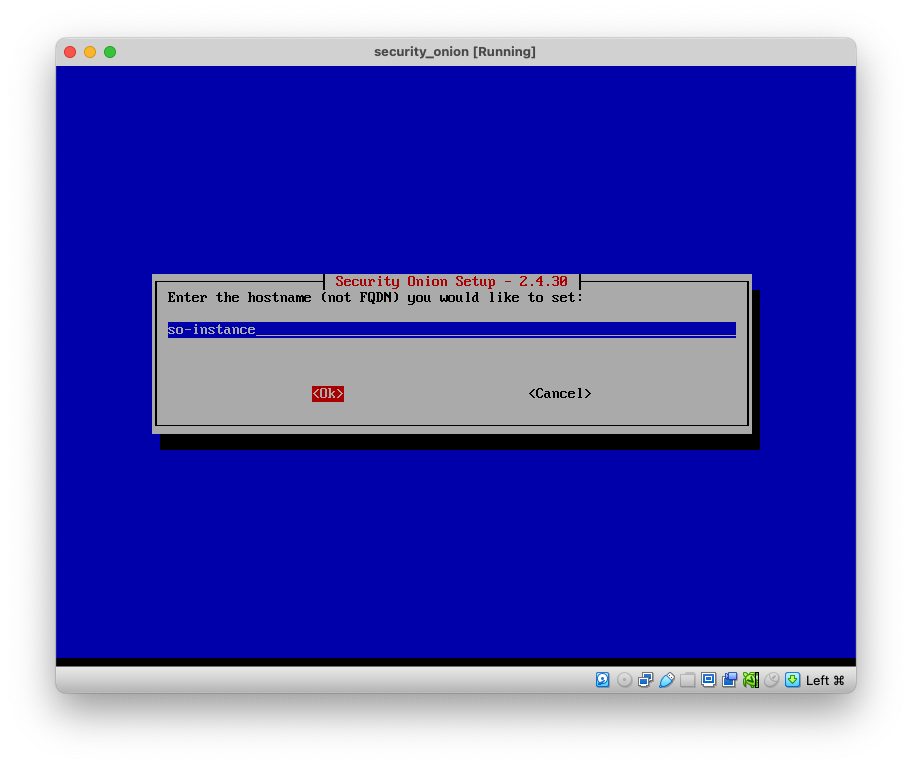 security_onion [Running]
Security Onion Setup - 2.4.30
Enter the hostname (not FQDN) you would like to set:
so-instance
<Ok> <Cancel>
Left ⌘